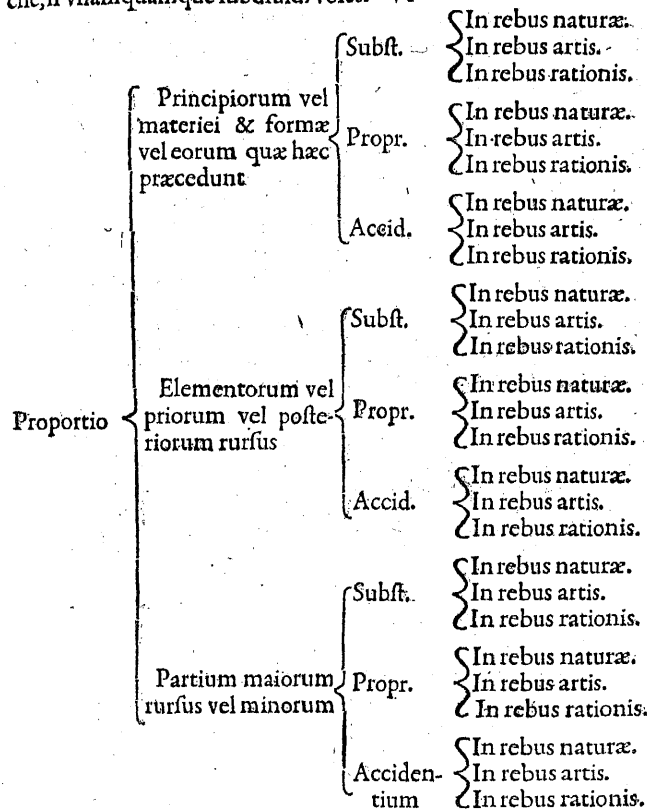 In rebus naturæ.
Subst. In rebus artis.
In rebus rationis.
Principiorum vel
materiei & formæ
vel eorum quæ hæc
præcedunt
In rebus naturæ.
Propr. In rebus artis.
In rebus rationis.
In rebus naturæ.
Accid. In rebus artis.
In rebus rationis.
In rebus naturæ.
Subſt. In rebus artis.
In rebus rationis.
Proportio
Elementorum vel
priorum vel poſte-
riorum rurſus
In rebus naturæ.
Propr. In rebus artis.
In rebus rationis.
In rebus naturæ.
Accid. In rebus artis.
In rebus rationis.
In rebus naturæ.
Subſt. In rebus artis.
In rebus rationis.
Partium maiorum
rurſus vel minorum
In rebus naturæ.
Propr. In rebus artis.
In rebus rationis.
In rebus naturæ.
Acciden- In rebus artis.
tium In rebus rationis.